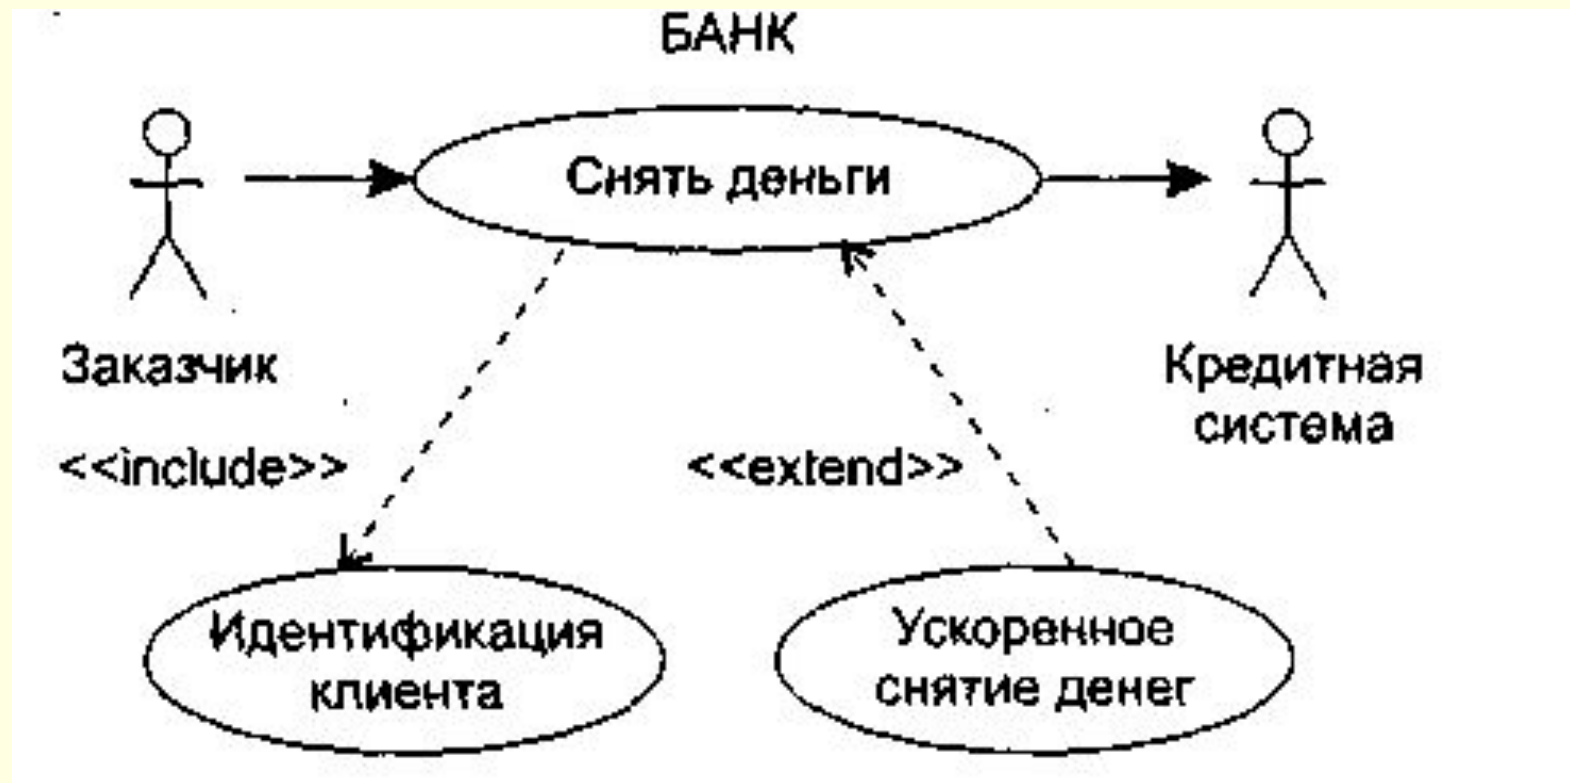 БАНК
Снять деньги
Заказчик
Кредитная
система
<<include>>
<<extend>>
Идентификация
клиента
Ускоренное
снятие денег